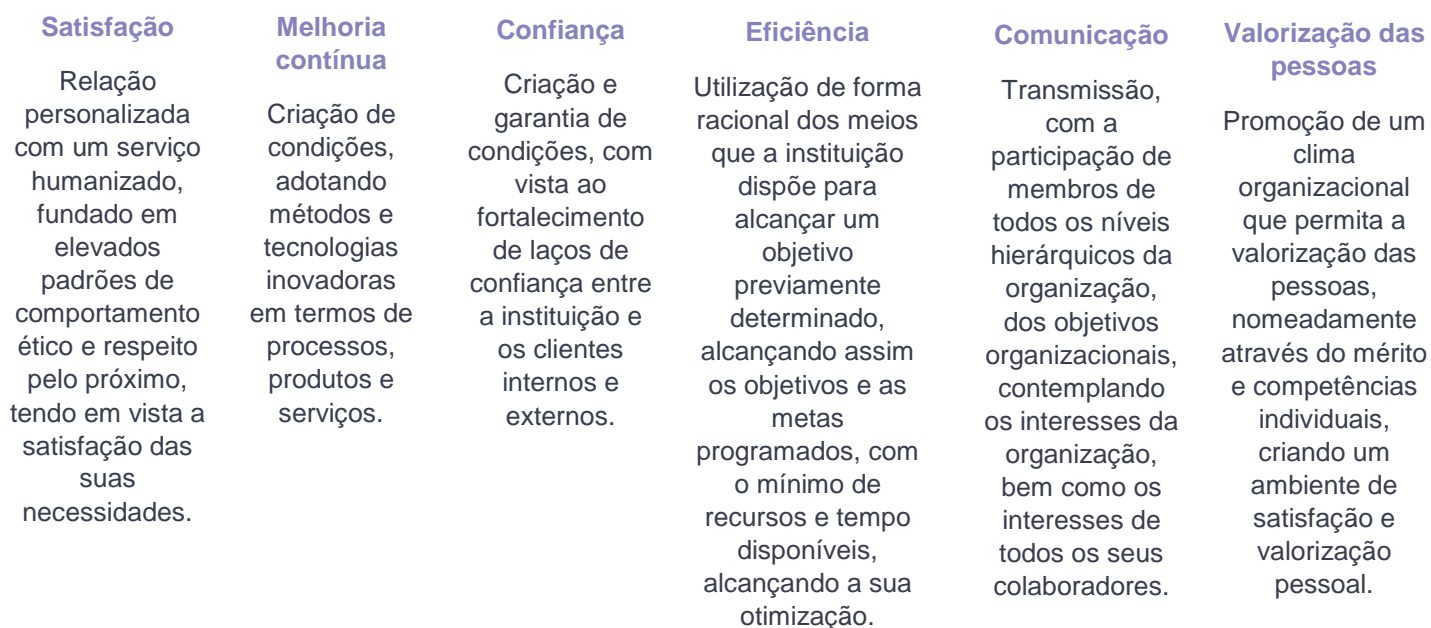 Satisfação
Relação
personalizada
com um serviço
humanizado,
fundado em
elevados
padrões de
comportamento
ético e respeito
pelo próximo,
tendo em vista a
satisfação das
suas
necessidades.
Melhoria
contínua
Criação de
condições,
adotando
métodos e
tecnologias
inovadoras
em termos de
processos,
produtos e
serviços.
Confiança
Criação e
garantia de
condições, com
vista ao
fortalecimento
de laços de
confiança entre
a instituição e
os clientes
internos e
externos.
Eficiência
Utilização de forma
racional dos meios
que a instituição
dispõe para
alcançar um
objetivo
previamente
determinado,
alcançando assim
os objetivos e as
metas
programados, com
o mínimo de
recursos e tempo
disponíveis,
alcançando a sua
otimização.
Comunicação
Transmissão,
com a
participação de
membros de
todos os níveis
hierárquicos da
organização,
dos objetivos
organizacionais,
contemplando
os interesses da
organização,
bem como os
interesses de
todos os seus
colaboradores.
Valorização das
pessoas
Promoção de um
clima
organizacional
que permita a
valorização das
pessoas,
nomeadamente
através do mérito
e competências
individuais,
criando um
ambiente de
satisfação e
valorização
pessoal.